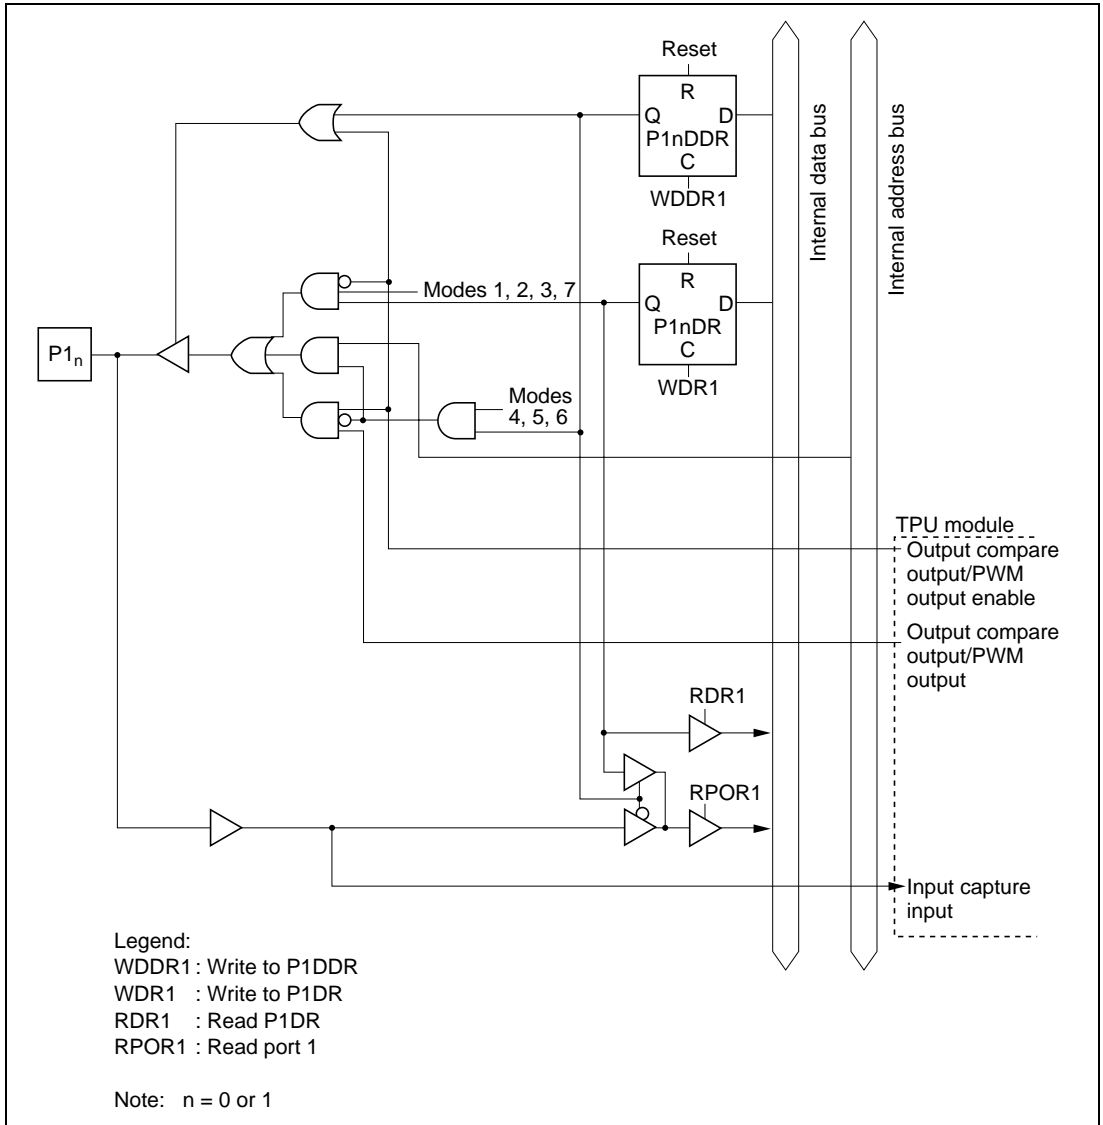 Reset
R
Q D
P1nDDR
C
WDDR1
Internal data bus
Internal address bus
Reset
R
Modes 1, 2, 3, 7
Q D
P1nDR
C
WDR1
P1n
Modes
4, 5, 6
TPU module
Output compare
output/PWM
output enable
Output compare
output/PWM
output
RDR1
RPOR1
Input capture
input
Legend:
WDDR1 : Write to P1DDR
WDR1 : Write to P1DR
RDR1 : Read P1DR
RPOR1 : Read port 1
Note: n = 0 or 1